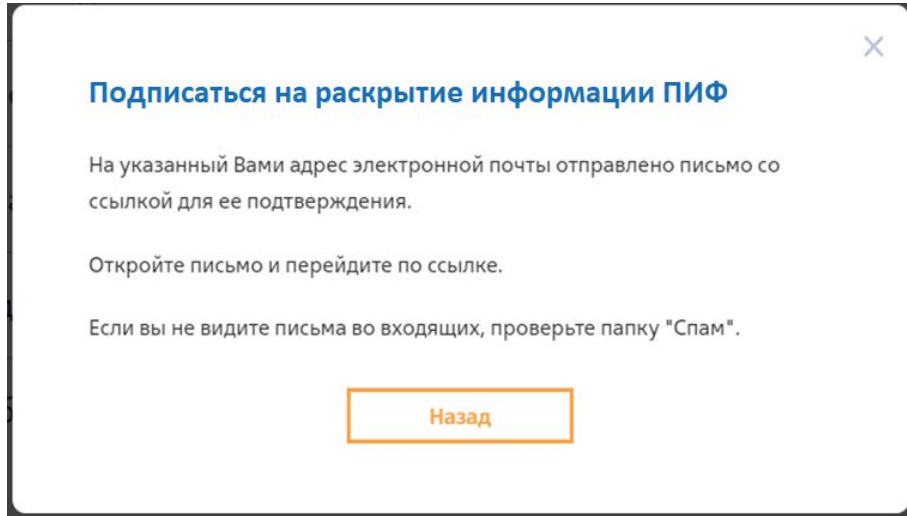 Подписаться на раскрытие информации ПИФ
На указанный Вами адрес электронной почты отправлено письмо со
ссылкой для ее подтверждения.
Откройте письмо и перейдите по ссылке.
Если вы не видите письма во входящих, проверьте папку "Спам".
Назад